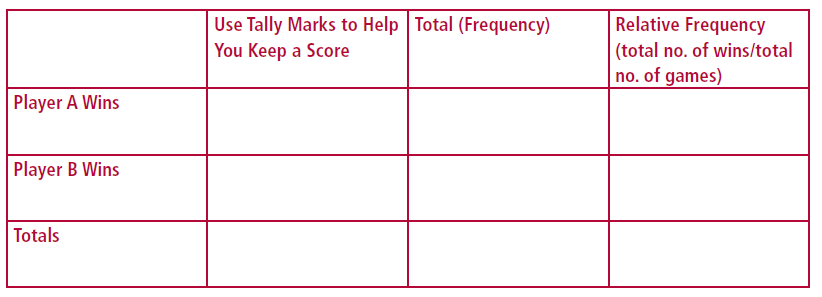 Use Tally Marks to Help
You Keep a Score
Total (Frequency)
Relative Frequency
(total no. of wins/total
no. of games)
Player A Wins
Player B Wins
Totals